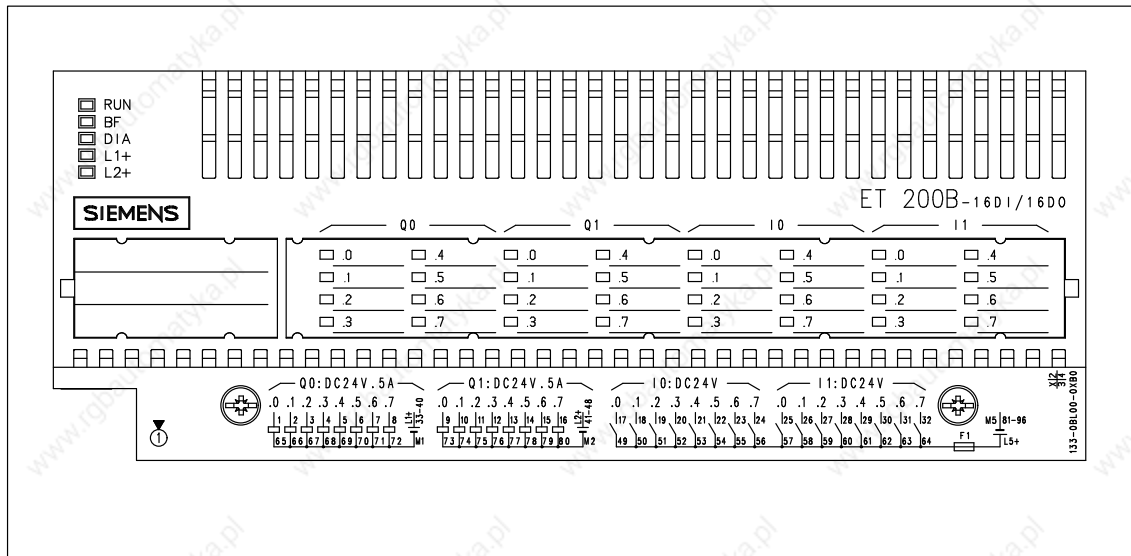 RUN
BF
DIA
L1+
L2+
SIEMENS
ET 200B-16DI/16DO
Q0 Q1 I0 I1
.0 .4 .0 .4 .0 .4 .0 .4
.1 .5 .1 .5 .1 .5 .1 .5
.2 .6 .2 .6 .2 .6 .2 .6
.3 .7 .3 .7 .3 .7 .3 .7
Q0:DC24V.5A Q1:DC24V.5A I0:DC24V I1:DC24V
.0 .1 .2 .3 .4 .5 .6 .7 .0 .1 .2 .3 .4 .5 .6 .7 .0 .1 .2 .3 .4 .5 .6 .7 .0 .1 .2 .3 .4 .5 .6 .7
1 2 3 4 5 6 7 8 L1+ 33-40 9 10 11 12 13 14 15 16 L2+ 41-48 17 18 19 20 21 22 23 24 25 26 27 28 29 30 31 32 M5 81-96
65 66 67 68 69 70 71 72 M1 73 74 75 76 77 78 79 80 M2 49 50 51 52 53 54 55 56 57 58 59 60 61 62 63 64 F1 L5+
1
X 2
3 4
133-0BL00-0XB0
www.rgbautomatyka.pl